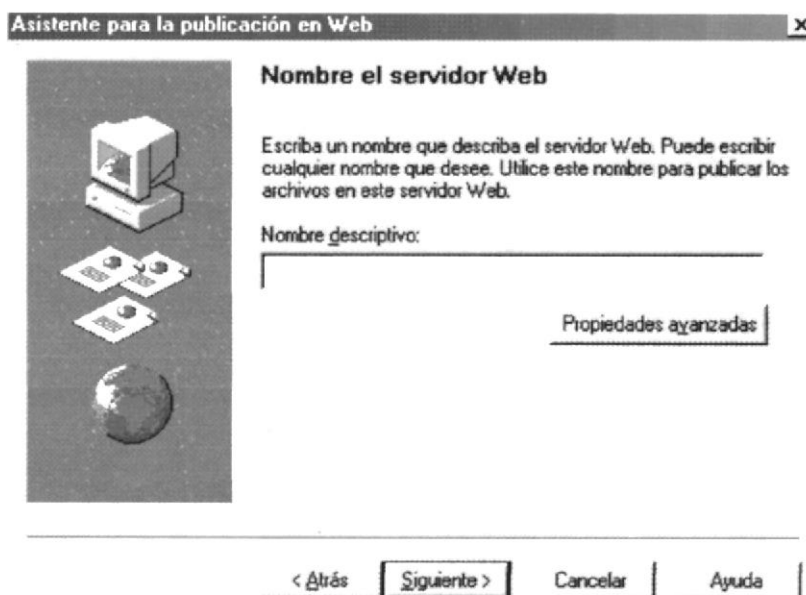 Asistente para la publicación en Web
Nombre el servidor Web
Escriba un nombre que describa el servidor Web. Puede escribir
cualquier nombre que desee. Utilice este nombre para publicar los
archivos en este servidor Web.
Nombre descriptivo:
Propiedades avanzadas
< Atrás Siguiente > Cancelar Ayuda